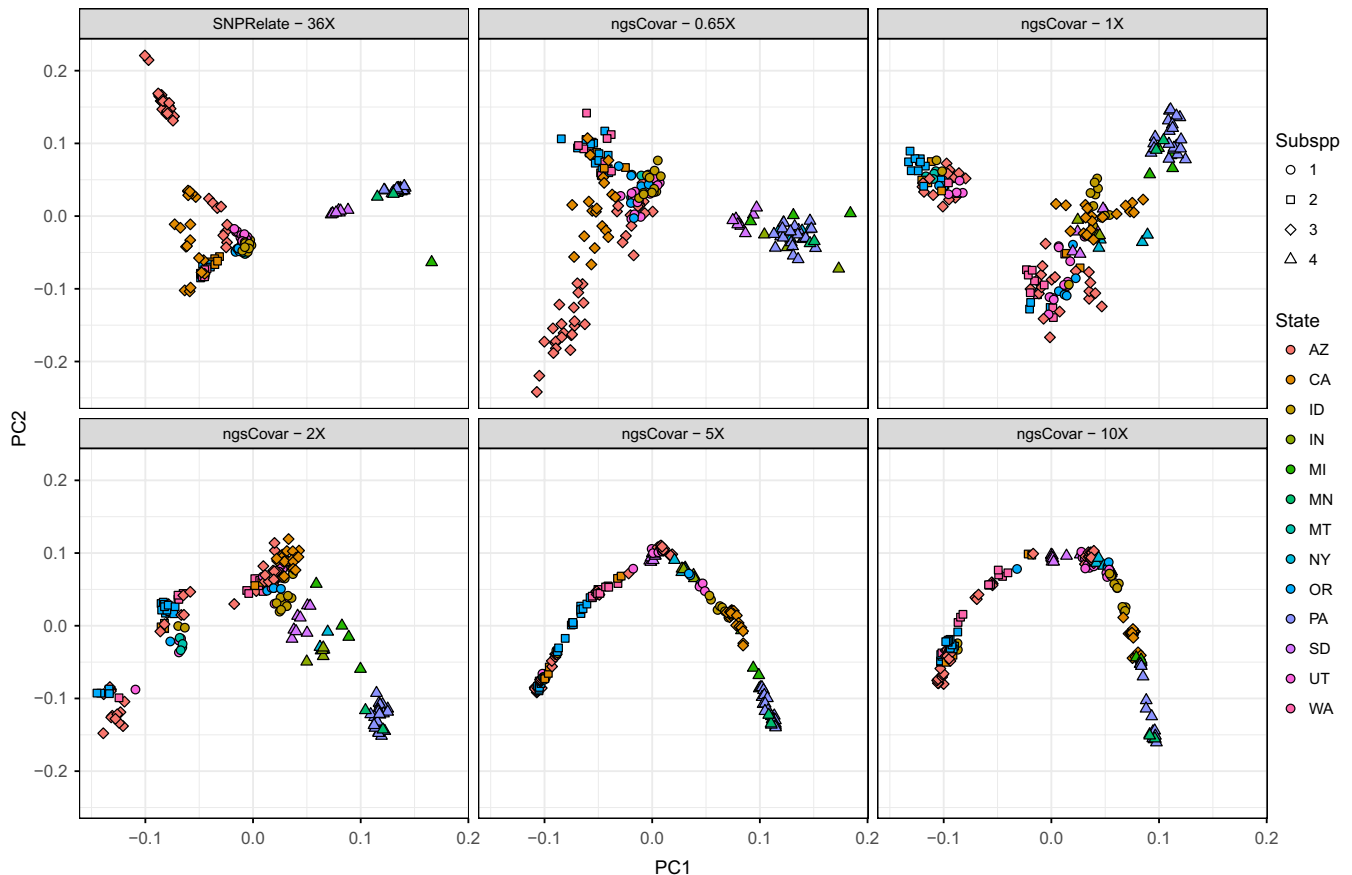 SNPRelate − 36X
ngsCovar − 0.65X
ngsCovar − 1X
0.2
0.1
0.0
−0.1
−0.2
ngsCovar − 2X
ngsCovar − 5X
ngsCovar − 10X
0.2
0.1
0.0
−0.1
−0.2
−0.1
0.0
0.1
0.2
−0.1
0.0
0.1
0.2
−0.1
0.0
0.1
0.2
PC1
PC2
Subspp
1
2
3
4
State
AZ
CA
ID
IN
MI
MN
MT
NY
OR
PA
SD
UT
WA